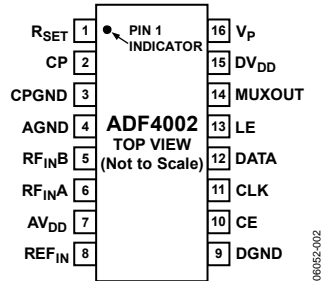 RSET 1 PIN 1 INDICATOR 16 VP
CP 2 15 DVDD
CPGND 3 14 MUXOUT
AGND 4 ADF4002 13 LE
TOP VIEW
RFINB 5 (Not to Scale) 12 DATA
RFINA 6 11 CLK
AVDD 7 10 CE
REFIN 8 9 DGND
06052-002